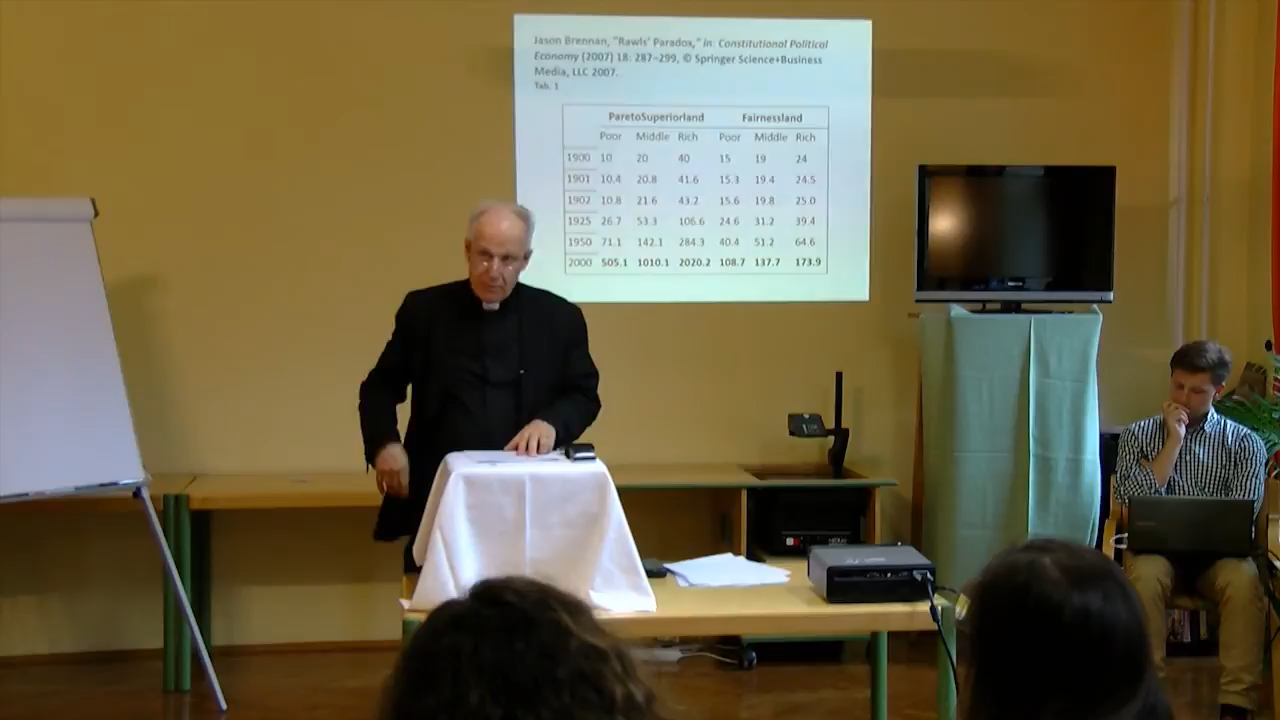 Jason Brennan, "Rawls' Paradox," in: Constitutional Political
Economy (2007) 18: 287–299, © Springer Science+Business
Media, LLC 2007.
Tab. 1
ParetoSuperiorland Fairnessland
Poor Middle Rich Poor Middle Rich
1900 10 20 40 15 19 24
1901 10.4 20.8 41.6 15.3 19.4 24.5
1902 10.8 21.6 43.2 15.6 19.8 25.0
1925 26.7 53.3 106.6 24.6 31.2 39.4
1950 71.1 142.1 284.3 40.4 51.2 64.6
2000 505.1 1010.1 2020.2 108.7 137.7 173.9